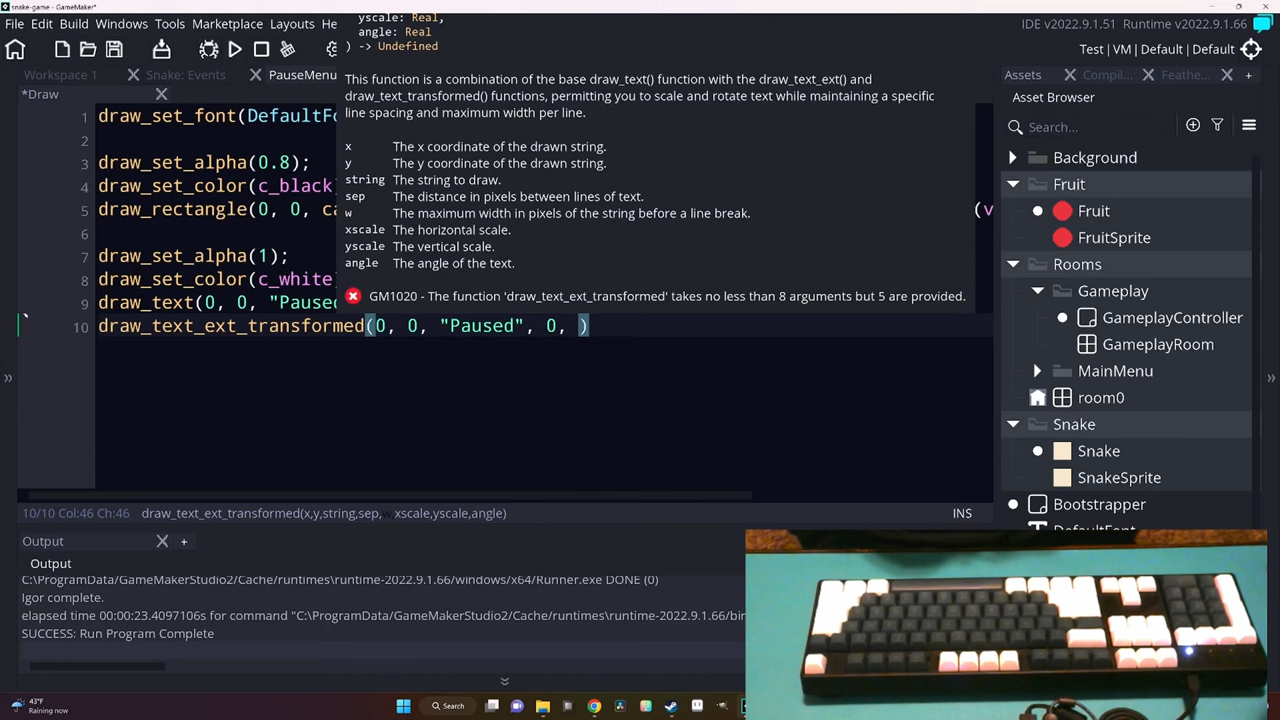 snake-game - GameMaker*
File Edit Build Windows Tools Marketplace Layouts He
IDE v2022.9.1.51 Runtime v2022.9.1.66
Test | VM | Default | Default
Workspace 1
Snake: Events
PauseMenu
*Draw
yscale: Real,
angle: Real
) -> Undefined
This function is a combination of the base draw_text() function with the draw_text_ext() and
draw_text_transformed() functions, permitting you to scale and rotate text while maintaining a specific
line spacing and maximum width per line.
x The x coordinate of the drawn string.
y The y coordinate of the drawn string.
string The string to draw.
sep The distance in pixels between lines of text.
w The maximum width in pixels of the string before a line break.
xscale The horizontal scale.
yscale The vertical scale.
angle The angle of the text.
GM1020 - The function 'draw_text_ext_transformed' takes no less than 8 arguments but 5 are provided.
1 draw_set_font(DefaultFo
2
3 draw_set_alpha(0.8);
4 draw_set_color(c_black
5 draw_rectangle(0, 0, ca
(v
6
7 draw_set_alpha(1);
8 draw_set_color(c_white
9 draw_text(0, 0, "Paused
10 draw_text_ext_transformed(0, 0, "Paused", 0, )
10/10 Col:46 Ch:46 draw_text_ext_transformed(x,y,string,sep,w xscale,yscale,angle) INS
Output
Output
C:\ProgramData/GameMakerStudio2/Cache/runtimes\runtime-2022.9.1.66/windows/x64/Runner.exe DONE (0)
Igor complete.
elapsed time 00:00:23.4097106s for command "C:\ProgramData/GameMakerStudio2/Cache/runtimes\runtime-2022.9.1.66/bin
SUCCESS: Run Program Complete
Assets
Compil...
Feathe...
Asset Browser
Search...
Background
Fruit
Fruit
FruitSprite
Rooms
Gameplay
GameplayController
GameplayRoom
MainMenu
room0
Snake
Snake
SnakeSprite
Bootstrapper
DefaultFont
43°F
Raining now
Search